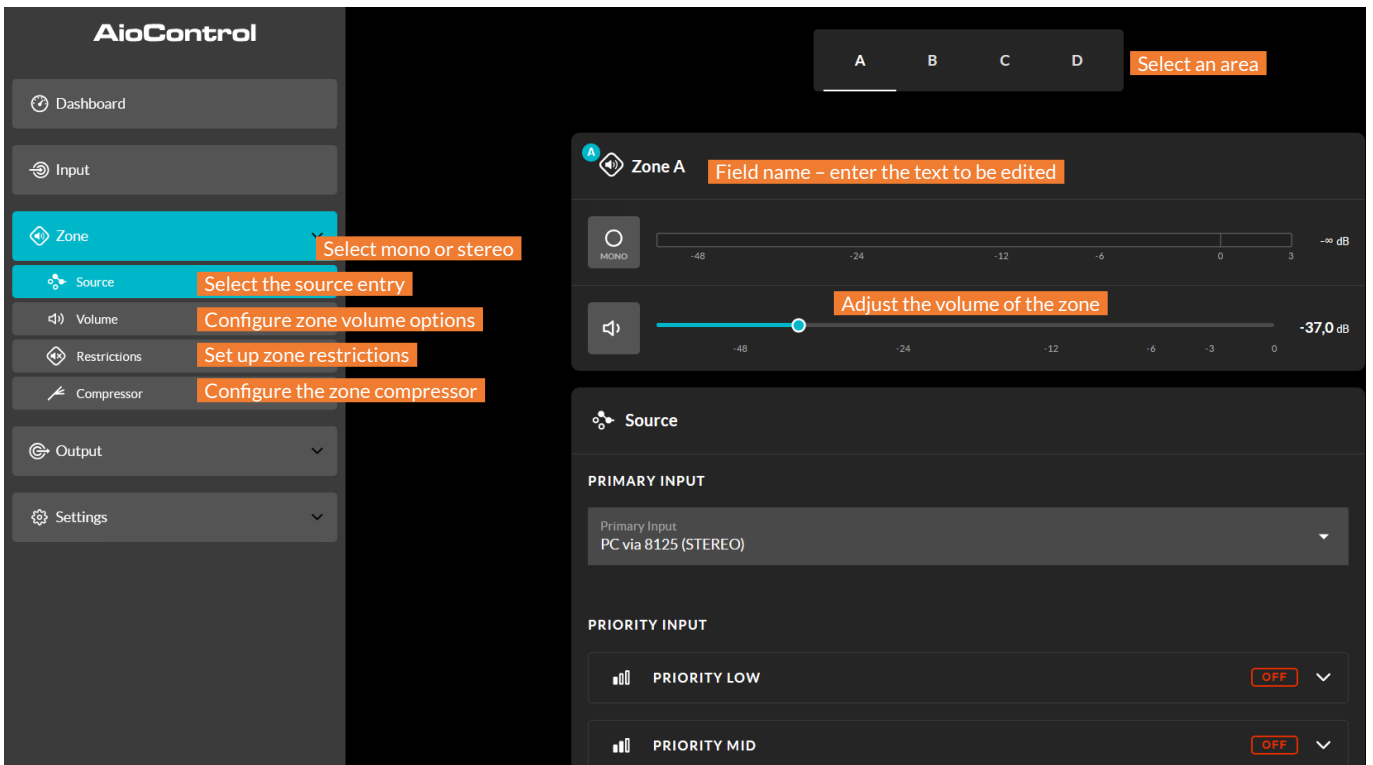 AioControl
Dashboard
Input
Zone
Select mono or stereo
Source
Select the source entry
Volume
Configure zone volume options
Restrictions
Set up zone restrictions
Compressor
Configure the zone compressor
Output
Settings
A B C D
Select an area
A
Zone A
Field name – enter the text to be edited
MONO
-48 -24 -12 -6 0 3
-∞ dB
Adjust the volume of the zone
-37,0 dB
-48 -24 -12 -6 -3 0
Source
PRIMARY INPUT
Primary Input
PC via 8125 (STEREO)
PRIORITY INPUT
PRIORITY LOW OFF
PRIORITY MID OFF